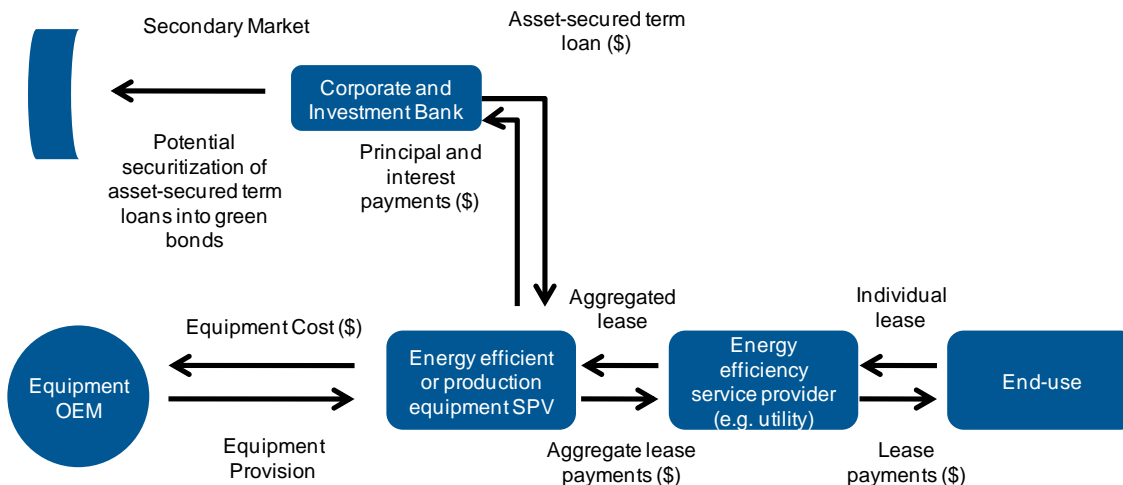 Secondary Market
Asset-secured term
loan ($)
Corporate and
Investment Bank
Potential
securitization of
asset-secured term
loans into green
bonds
Principal and
interest
payments ($)
Equipment Cost ($)
Aggregated
lease
Individual
lease
Equipment
OEM
Energy efficient
or production
equipment SPV
Energy
efficiency
service provider
(e.g. utility)
End-use
Equipment
Provision
Aggregate lease
payments ($)
Lease
payments ($)